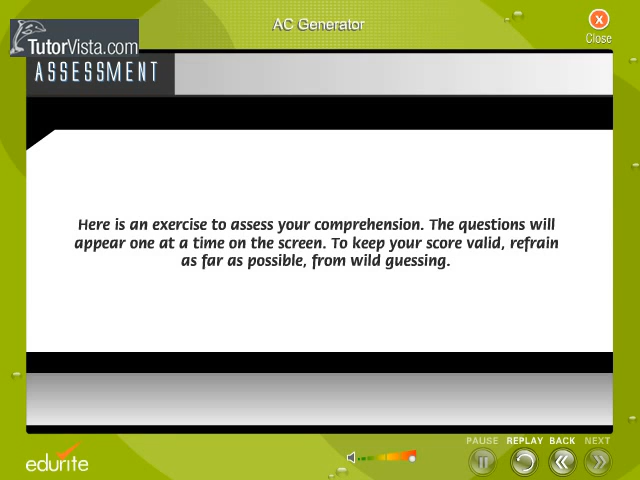 AC Generator
x
Close
TutorVista.com
ASSESSMENT
Here is an exercise to assess your comprehension. The questions will
appear one at a time on the screen. To keep your score valid, refrain
as far as possible, from wild guessing.
PAUSE REPLAY BACK NEXT
edurite